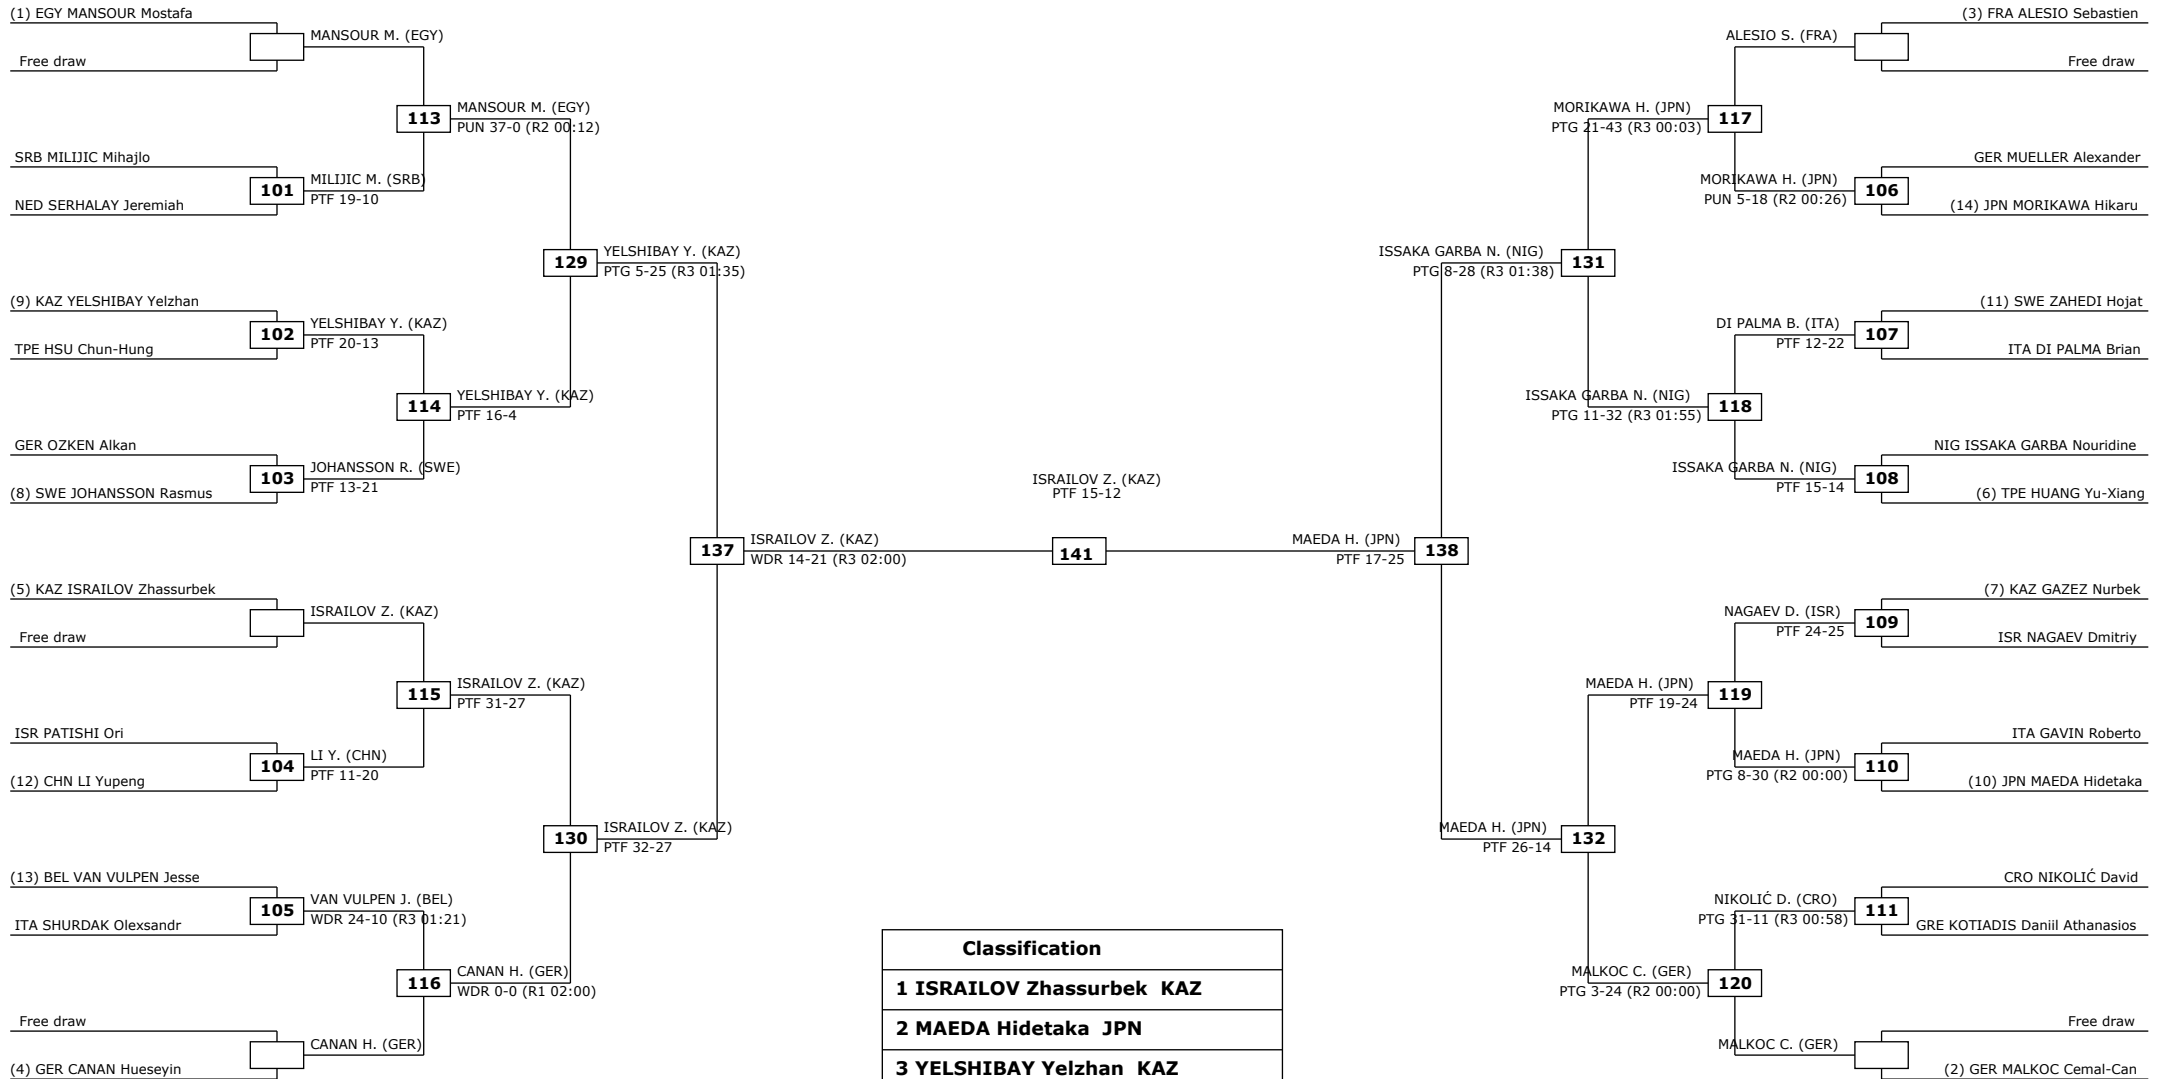 (1) EGY MANSOUR Mostafa
MANSOUR M. (EGY)
Free draw
MANSOUR M. (EGY)
113
PUN 37-0 (R2 00:12)
SRB MILIJIC Mihajlo
MILIJIC M. (SRB)
101
PTF 19-10
NED SERHALAY Jeremiah
YELSHIBAY Y. (KAZ)
129
PTG 5-25 (R3 01:35)
(9) KAZ YELSHIBAY Yelzhan
YELSHIBAY Y. (KAZ)
102
PTF 20-13
TPE HSU Chun-Hung
YELSHIBAY Y. (KAZ)
114
PTF 16-4
GER OZKEN Alkan
JOHANSSON R. (SWE)
103
PTF 13-21
(8) SWE JOHANSSON Rasmus
ISRAILOV Z. (KAZ)
137
WDR 14-21 (R3 02:00)
(5) KAZ ISRAILOV Zhassurbek
ISRAILOV Z. (KAZ)
Free draw
ISRAILOV Z. (KAZ)
115
PTF 31-27
ISR PATISHI Ori
LI Y. (CHN)
104
PTF 11-20
(12) CHN LI Yupeng
ISRAILOV Z. (KAZ)
130
PTF 32-27
(13) BEL VAN VULPEN Jesse
VAN VULPEN J. (BEL)
105
WDR 24-10 (R3 01:21)
ITA SHURDAK Olexsandr
CANAN H. (GER)
116
WDR 0-0 (R1 02:00)
Free draw
CANAN H. (GER)
(4) GER CANAN Hueseyin
ISRAILOV Z. (KAZ)
PTF 15-12
141
(3) FRA ALESIO Sebastien
ALESIO S. (FRA)
Free draw
MORIKAWA H. (JPN)
117
PTG 21-43 (R3 00:03)
GER MUELLER Alexander
MORIKAWA H. (JPN)
106
PUN 5-18 (R2 00:26)
(14) JPN MORIKAWA Hikaru
ISSAKA GARBA N. (NIG)
131
PTG 8-28 (R3 01:38)
(11) SWE ZAHEDI Hojat
DI PALMA B. (ITA)
107
PTF 12-22
ITA DI PALMA Brian
ISSAKA GARBA N. (NIG)
118
PTG 11-32 (R3 01:55)
NIG ISSAKA GARBA Nouridine
ISSAKA GARBA N. (NIG)
108
PTF 15-14
(6) TPE HUANG Yu-Xiang
MAEDA H. (JPN)
138
PTF 17-25
(7) KAZ GAZEZ Nurbek
NAGAEV D. (ISR)
109
PTF 24-25
ISR NAGAEV Dmitriy
MAEDA H. (JPN)
119
PTF 19-24
ITA GAVIN Roberto
MAEDA H. (JPN)
110
PTG 8-30 (R2 00:00)
(10) JPN MAEDA Hidetaka
MAEDA H. (JPN)
132
PTF 26-14
CRO NIKOLIĆ David
NIKOLIĆ D. (CRO)
111
PTG 31-11 (R3 00:58)
GRE KOTIADIS Daniil Athanasios
MALKOC C. (GER)
120
PTG 3-24 (R2 00:00)
Free draw
MALKOC C. (GER)
(2) GER MALKOC Cemal-Can
Classification
1 ISRAILOV Zhassurbek KAZ
2 MAEDA Hidetaka JPN
3 YELSHIBAY Yelzhan KAZ